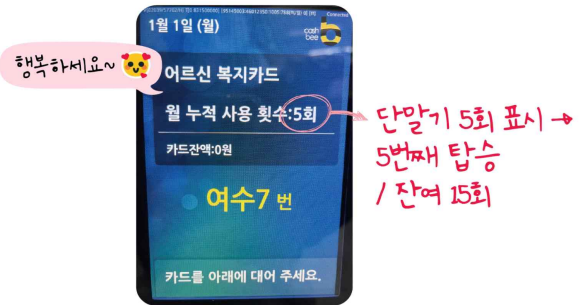 Connected
1월 1일 (월)
cash
bee
행복하세요~
어르신 복지카드
월 누적 사용 횟수:5회
카드잔액:0원
여수7 번
카드를 아래에 대어 주세요.
단말기 5회 표시 →
5번째 탑승
/ 잔여 15회